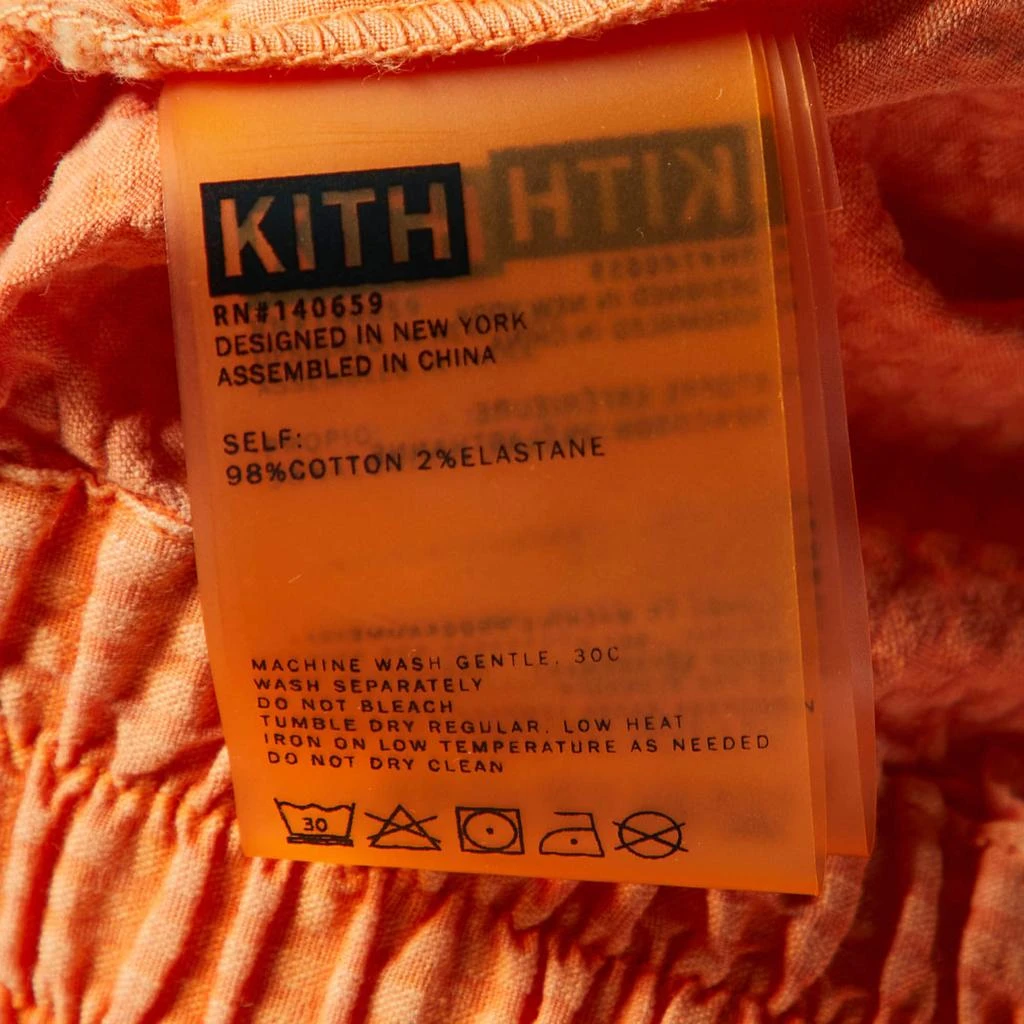 KITH
RN#140659
DESIGNED IN NEW YORK
ASSEMBLED IN CHINA
SELF:
98%COTTON 2%ELASTANE
MACHINE WASH GENTLE. 30C
WASH SEPARATELY
DO NOT BLEACH
TUMBLE DRY REGULAR. LOW HEAT
IRON ON LOW TEMPERATURE AS NEEDED
DO NOT DRY CLEAN
30